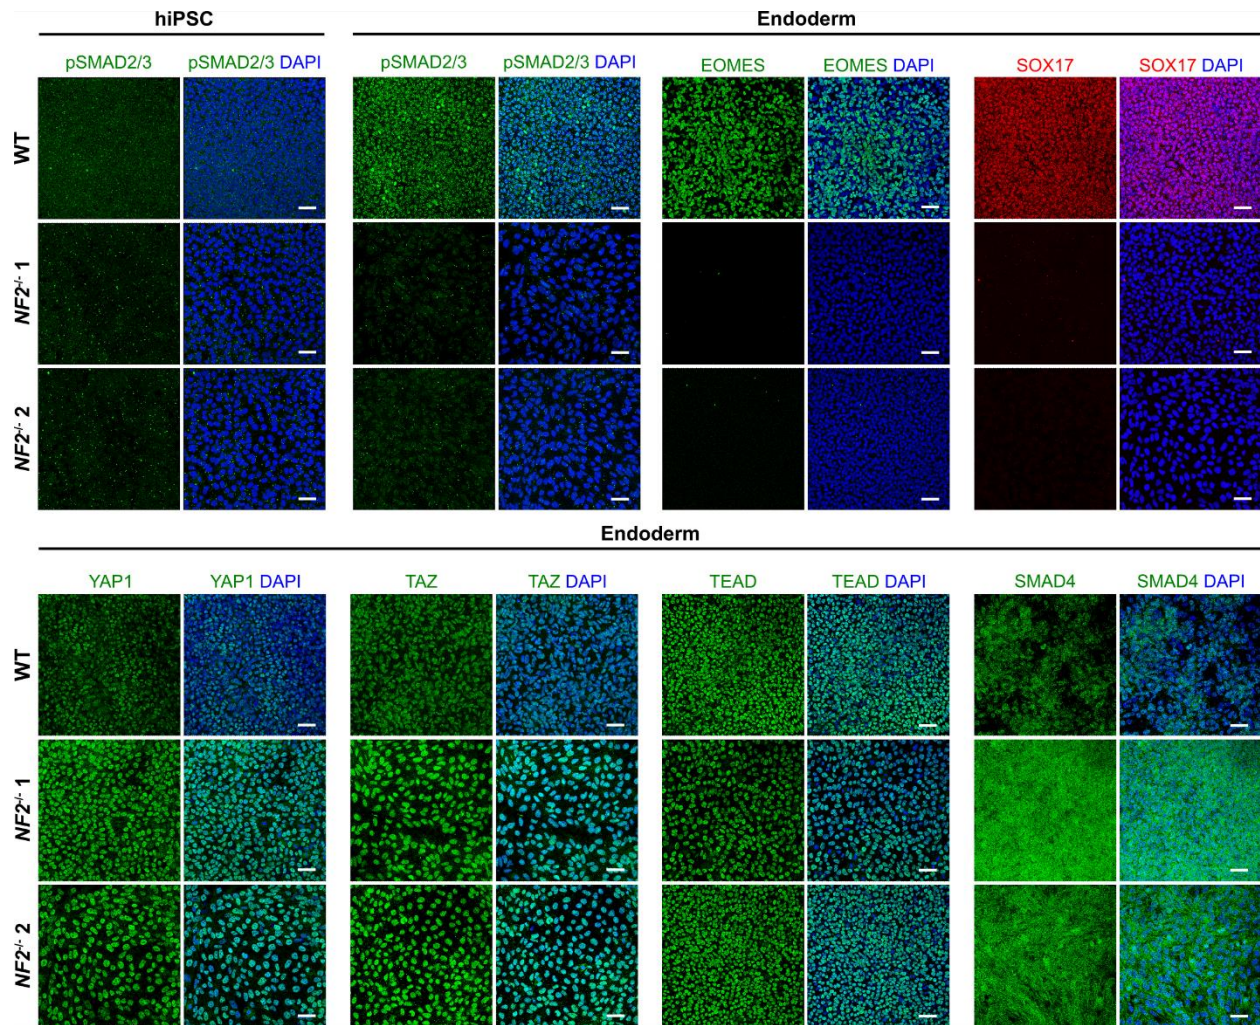 hiPSC Endoderm
pSMAD2/3 pSMAD2/3 DAPI pSMAD2/3 pSMAD2/3 DAPI EOMES EOMES DAPI SOX17 SOX17 DAPI
WT
NF2-/- 1
NF2-/- 2
Endoderm
YAP1 YAP1 DAPI TAZ TAZ DAPI TEAD TEAD DAPI SMAD4 SMAD4 DAPI
WT
NF2-/- 1
NF2-/- 2